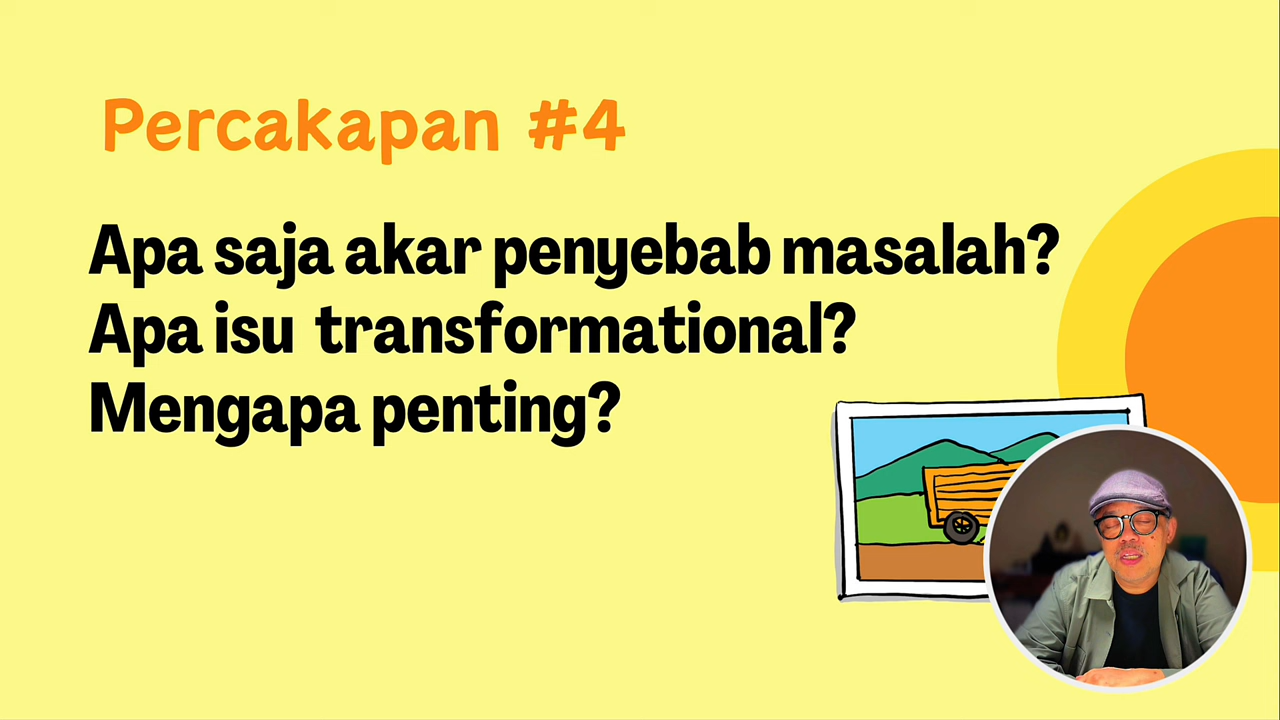 Percakapan #4
Apa saja akar penyebab masalah?
Apa isu transformational?
Mengapa penting?